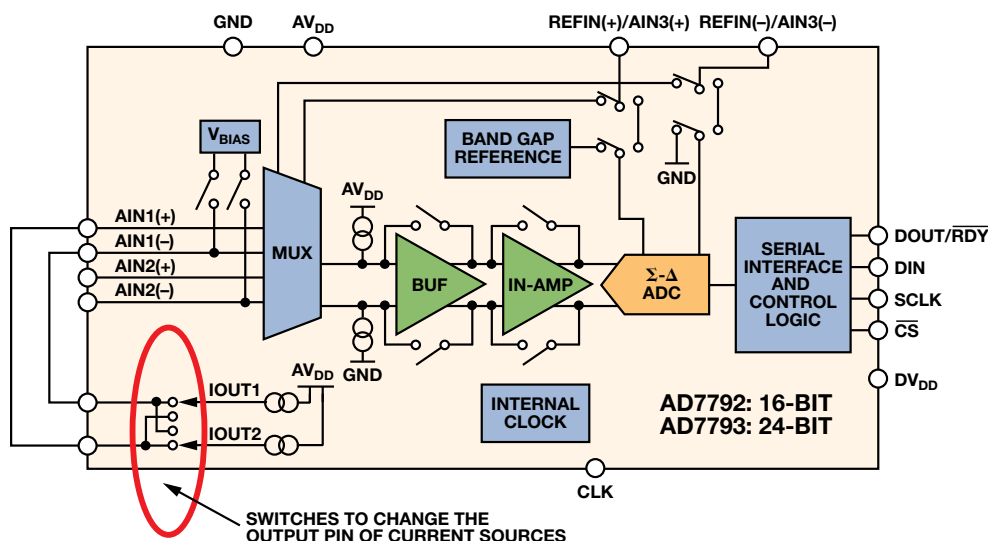 GND
AVDD
REFIN(+)/AIN3(+)
REFIN(–)/AIN3(–)
VBIAS
BAND GAP
REFERENCE
GND
AVDD
AIN1(+)
AIN1(–)
AIN2(+)
AIN2(–)
MUX
BUF
IN-AMP
Σ-Δ
ADC
SERIAL
INTERFACE
AND
CONTROL
LOGIC
DOUT/RDY
DIN
SCLK
CS
DVDD
GND
AVDD
IOUT1
IOUT2
INTERNAL
CLOCK
AD7792: 16-BIT
AD7793: 24-BIT
CLK
SWITCHES TO CHANGE THE
OUTPUT PIN OF CURRENT SOURCES